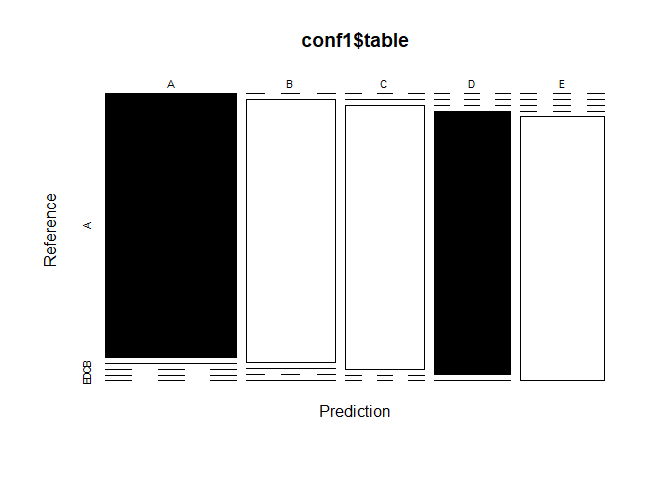 conf1$table
A B C D E
Reference
A
EDCB
Prediction